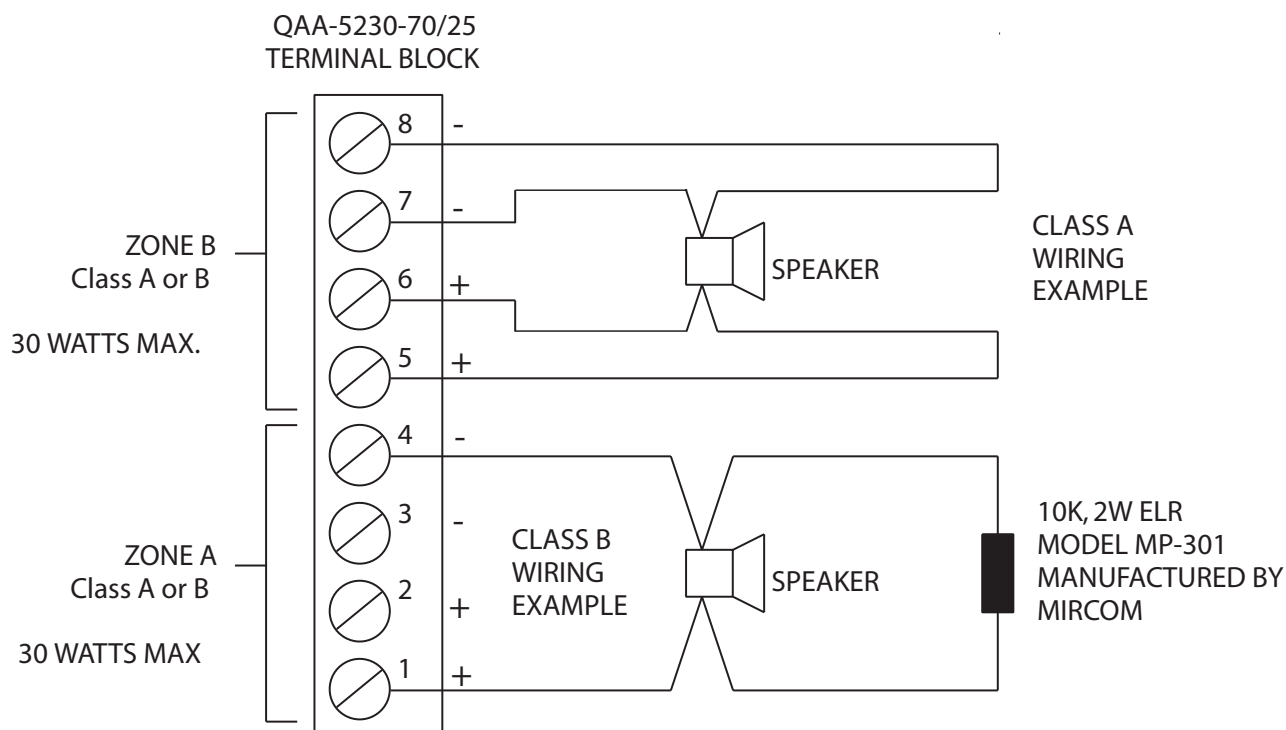 QAA-5230-70/25
TERMINAL BLOCK
8 -
7 -
6 +
5 +
4 -
3 -
2 +
1 +
ZONE B
Class A or B
30 WATTS MAX.
SPEAKER
CLASS A
WIRING
EXAMPLE
ZONE A
Class A or B
30 WATTS MAX
CLASS B
WIRING
EXAMPLE
SPEAKER
10K, 2W ELR
MODEL MP-301
MANUFACTURED BY
MIRCOM